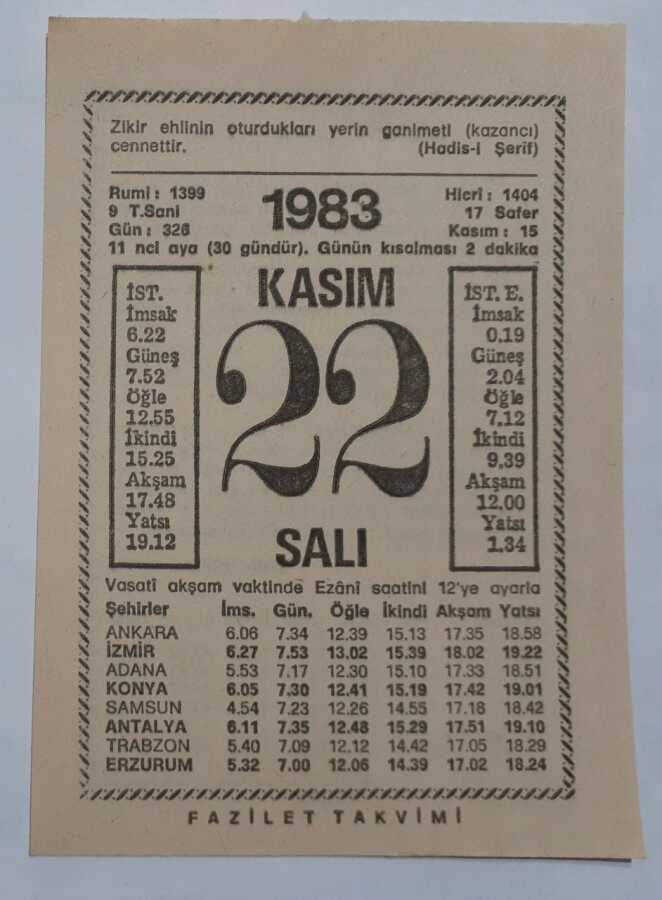 Zikir ehlinin oturdukları yerin ganimeti (kazancı)
cennettir. (Hadis-i Şerif)
Rumi: 1399
9 T.Sani
Gün: 326
1983
Hicri: 1404
17 Safer
Kasım: 15
11 nci aya (30 gündür). Günün kısalması 2 dakika
KASIM
22
SALI
İST.
İmsak
6.22
Güneş
7.52
Öğle
12.55
İkindi
15.25
Akşam
17.48
Yatsı
19.12
İST. E.
İmsak
0.19
Güneş
2.04
Öğle
7.12
İkindi
9.39
Akşam
12.00
Yatsı
1.34
Vasatî akşam vaktinde Ezânî saatini 12'ye ayarla
Şehirler İms. Gün. Öğle İkindi Akşam Yatsı
ANKARA 6.06 7.34 12.39 15.13 17.35 18.58
İZMİR 6.27 7.53 13.02 15.39 18.02 19.22
ADANA 5.53 7.17 12.30 15.10 17.33 18.51
KONYA 6.05 7.30 12.41 15.19 17.42 19.01
SAMSUN 4.54 7.23 12.26 14.55 17.18 18.42
ANTALYA 6.11 7.35 12.48 15.29 17.51 19.10
TRABZON 5.40 7.09 12.12 14.42 17.05 18.29
ERZURUM 5.32 7.00 12.06 14.39 17.02 18.24
FAZİLET TAKVİMİ